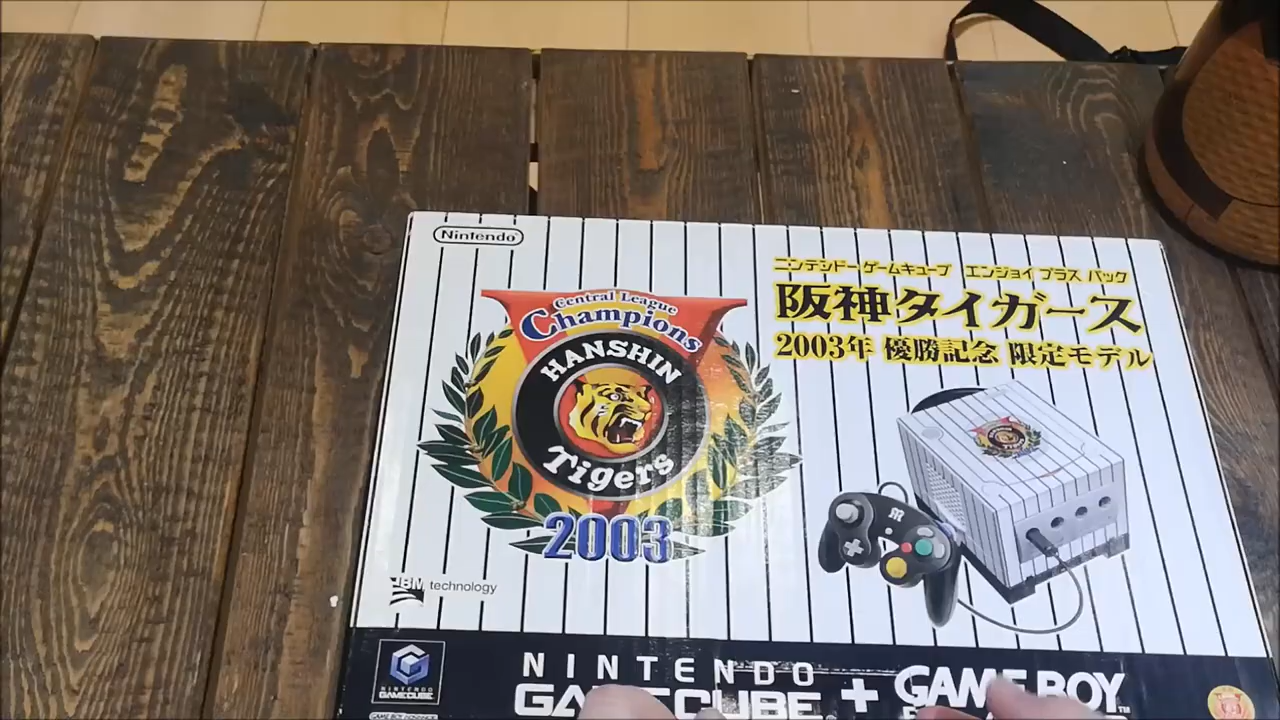 Nintendo
ニンテンドーゲームキューブ エンジョイプラスパック
阪神タイガース
2003年 優勝記念 限定モデル
Central League
Champions
HANSHIN
Tigers
2003
IBM technology
NINTENDO
GAMECUBE
NINTENDO
GAMECUBE + GAME BOY
GAME BOY ADVANCE